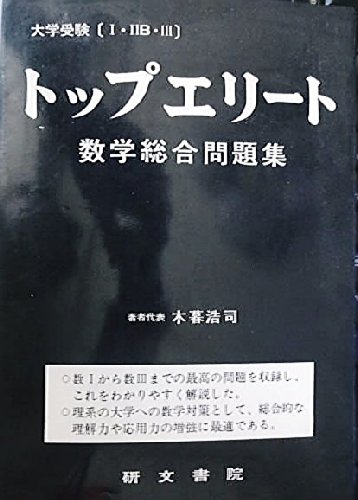 大学受験〔Ⅰ・ⅡB・Ⅲ〕
トップエリート
数学総合問題集
著者代表 木暮浩司
○数Ⅰから数Ⅲまでの最高の問題を収録し、
これをわかりやすく解説した。
○理系の大学への数学対策として、総合的な
理解力や応用力の増強に最適である。
研文書院